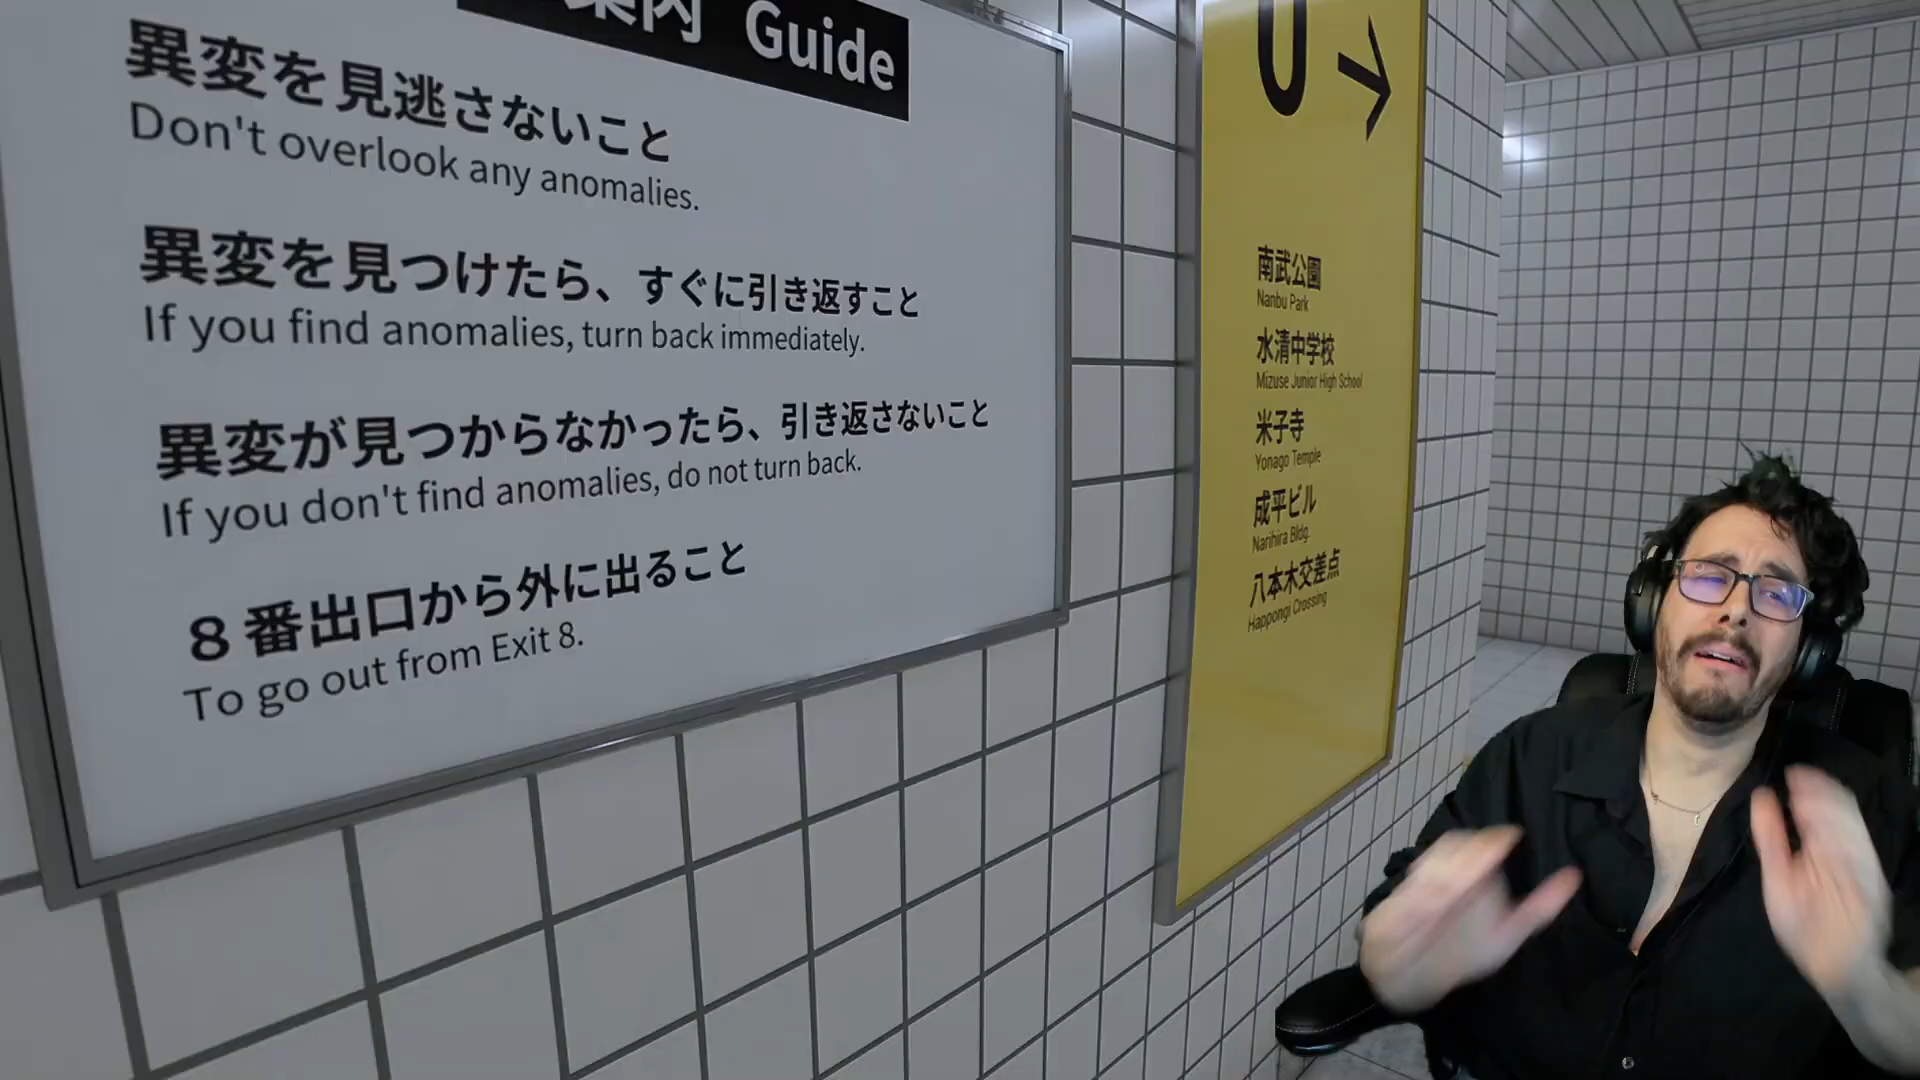 案内 Guide
異変を見逃さないこと
Don't overlook any anomalies.
異変を見つけたら、すぐに引き返すこと
If you find anomalies, turn back immediately.
異変が見つからなかったら、引き返さないこと
If you don't find anomalies, do not turn back.
8番出口から外に出ること
To go out from Exit 8.
0 →
南武公園
Nanbu Park
水清中学校
Mizuse Junior High School
米子寺
Yonago Temple
成平ビル
Narihira Bldg.
八本木交差点
Happongi Crossing